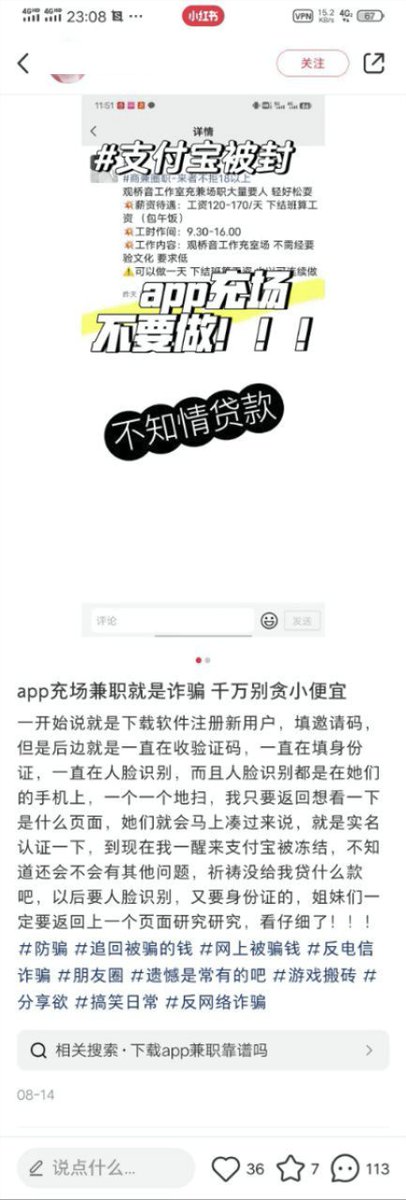 23:08
小红书
VPN
15.2
KB/s
4G
67
关注
11:51
详情
#支付宝被封
#商兼圈职~来者不拒18以上
观桥音工作室充兼场职大量要人 轻好松耍
薪资待遇：工资120-170/天 下结班算工
资 （包午饭）
工时作间：9.30-16.00
工作内容：观桥音工作充室场 不需经要
验文化 要求低
可以做一天 下结班算
昨天
app充场
不要做！！！
不知情贷款
评论
发送
app充场兼职就是诈骗 千万别贪小便宜
一开始说就是下载软件注册新用户，填邀请码，
但是后边就是一直在收验证码，一直在填身份
证，一直在人脸识别，而且人脸识别都是在她们
的手机上，一个一个地扫，我只要返回想看一下
是什么页面，她们就会马上凑过来说，就是实名
认证一下，到现在我一醒来支付宝被冻结，不知
道还会不会有其他问题，祈祷没给我贷什么款
吧，以后要人脸识别，又要身份证的，姐妹们一
定要返回上一个页面研究研究，看仔细了！！！
#防骗 #追回被骗的钱 #网上被骗钱 #反电信
诈骗 #朋友圈 #遗憾是常有的吧 #游戏搬砖 #
分享欲 #搞笑日常 #反网络诈骗
相关搜索·下载app兼职靠谱吗
08-14
说点什么...
36
7
113